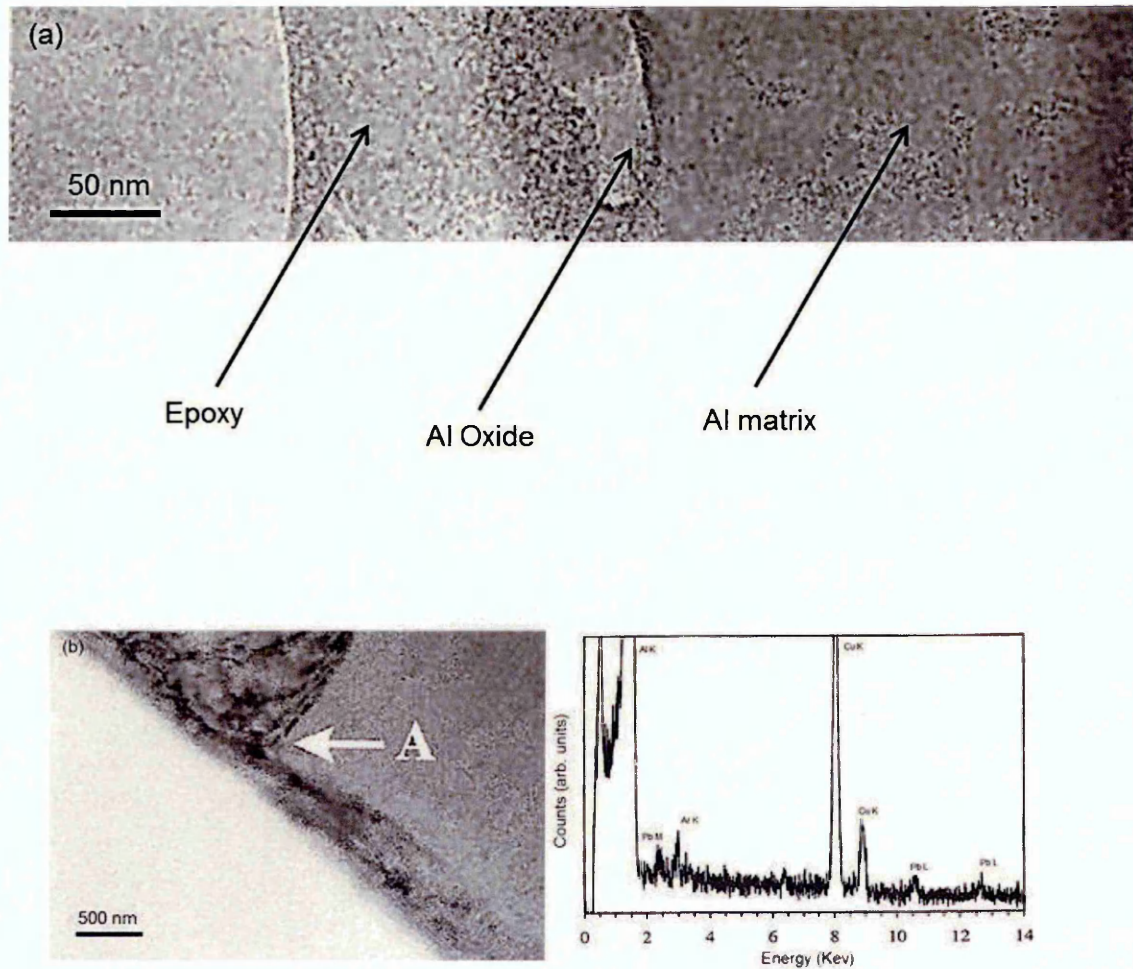 (a)
50 nm
Epoxy
Al Oxide
Al matrix
(b)
A
500 nm
Counts (arb. units)
Al K
Pb M
Ar K
Cu K
Cu K
Pb L
Pb L
0 2 4 6 8 10 12 14
Energy (Kev)